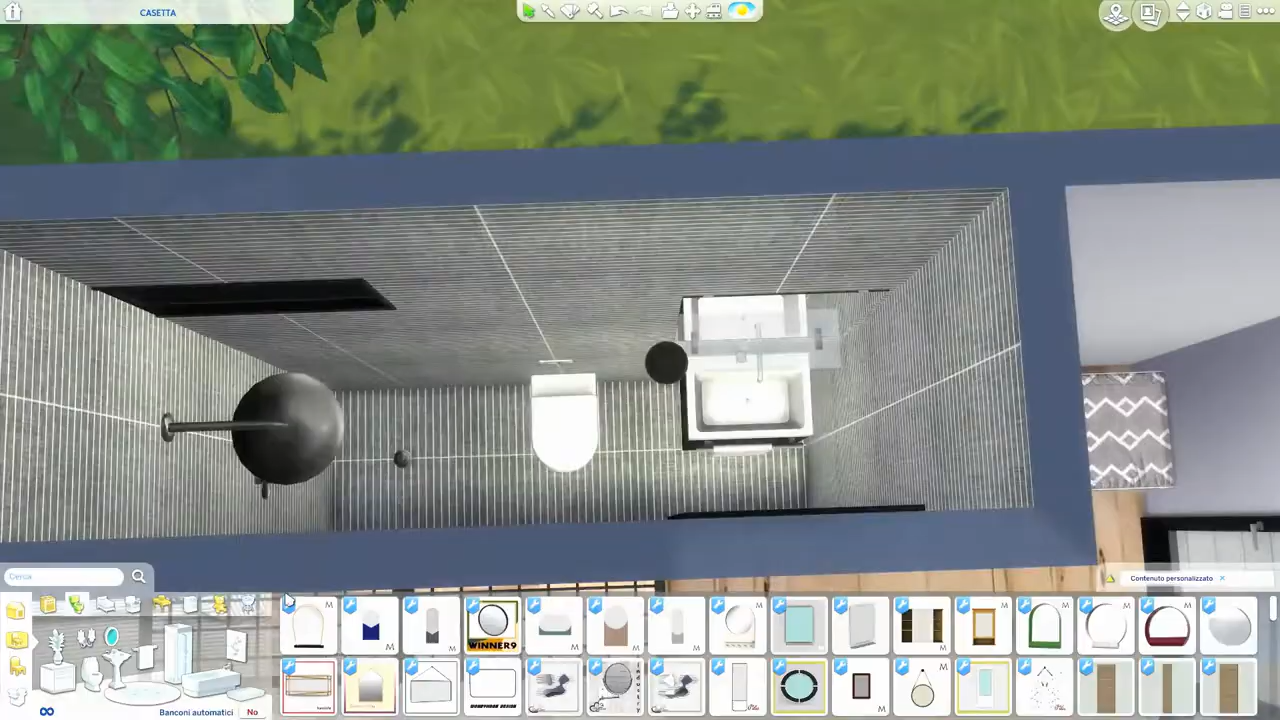 CASETTA
Cerca
Contenuto personalizzato
WINNER9
Banconi automatici No